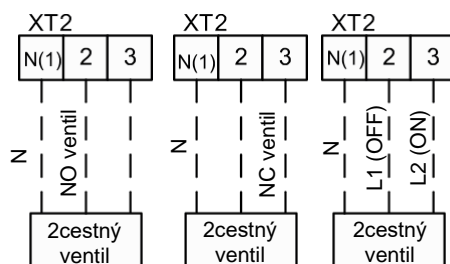 XT2
N(1) 2 3
N
NO ventil
2cestný
ventil
XT2
N(1) 2 3
N
NC ventil
2cestný
ventil
XT2
N(1) 2 3
N
L1 (OFF)
L2 (ON)
2cestný
ventil